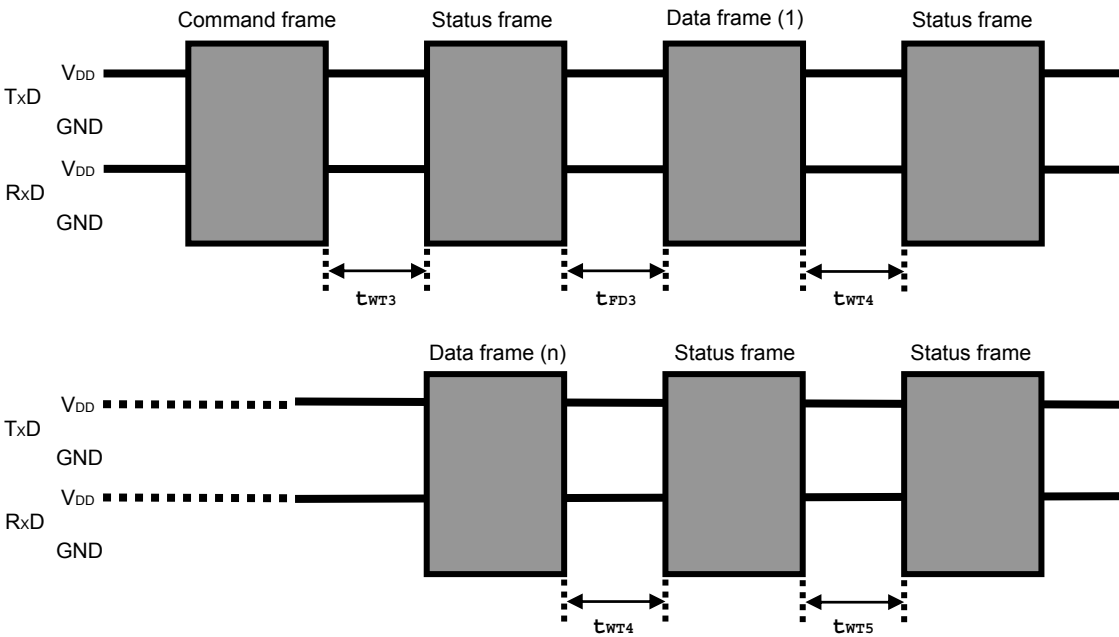 Command frame Status frame Data frame (1) Status frame
VDD
TxD
GND
VDD
RxD
GND
tWT3 tFD3 tWT4
Data frame (n) Status frame Status frame
VDD
TxD
GND
VDD
RxD
GND
tWT4 tWT5